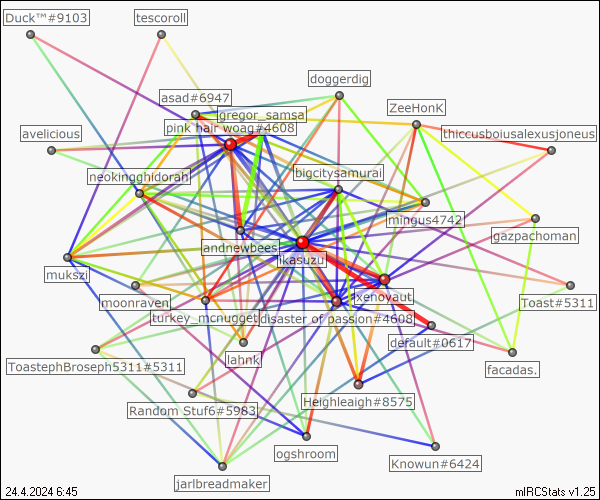 Duck™#9103
tescoroll
doggerdig
asad#6947
gregor_samsa
ZeeHonK
pink hair woag#4608
thiccusboiusalexusjoneus
avelicious
bigcitysamurai
neokingghidorah
mingus4742
gazpachoman
andnewbees
ikasuzu
mukszi
xenovaut
moonraven
Toast#5311
turkey_mcnugget
disaster of passion#4608
default#0617
lahnk
ToastephBroseph5311#5311
facadas.
Heighleaigh#8575
Random Stuf6#5983
ogshroom
Knowun#6424
jarlbreadmaker
24.4.2024 6:45
mIRCStats v1.25